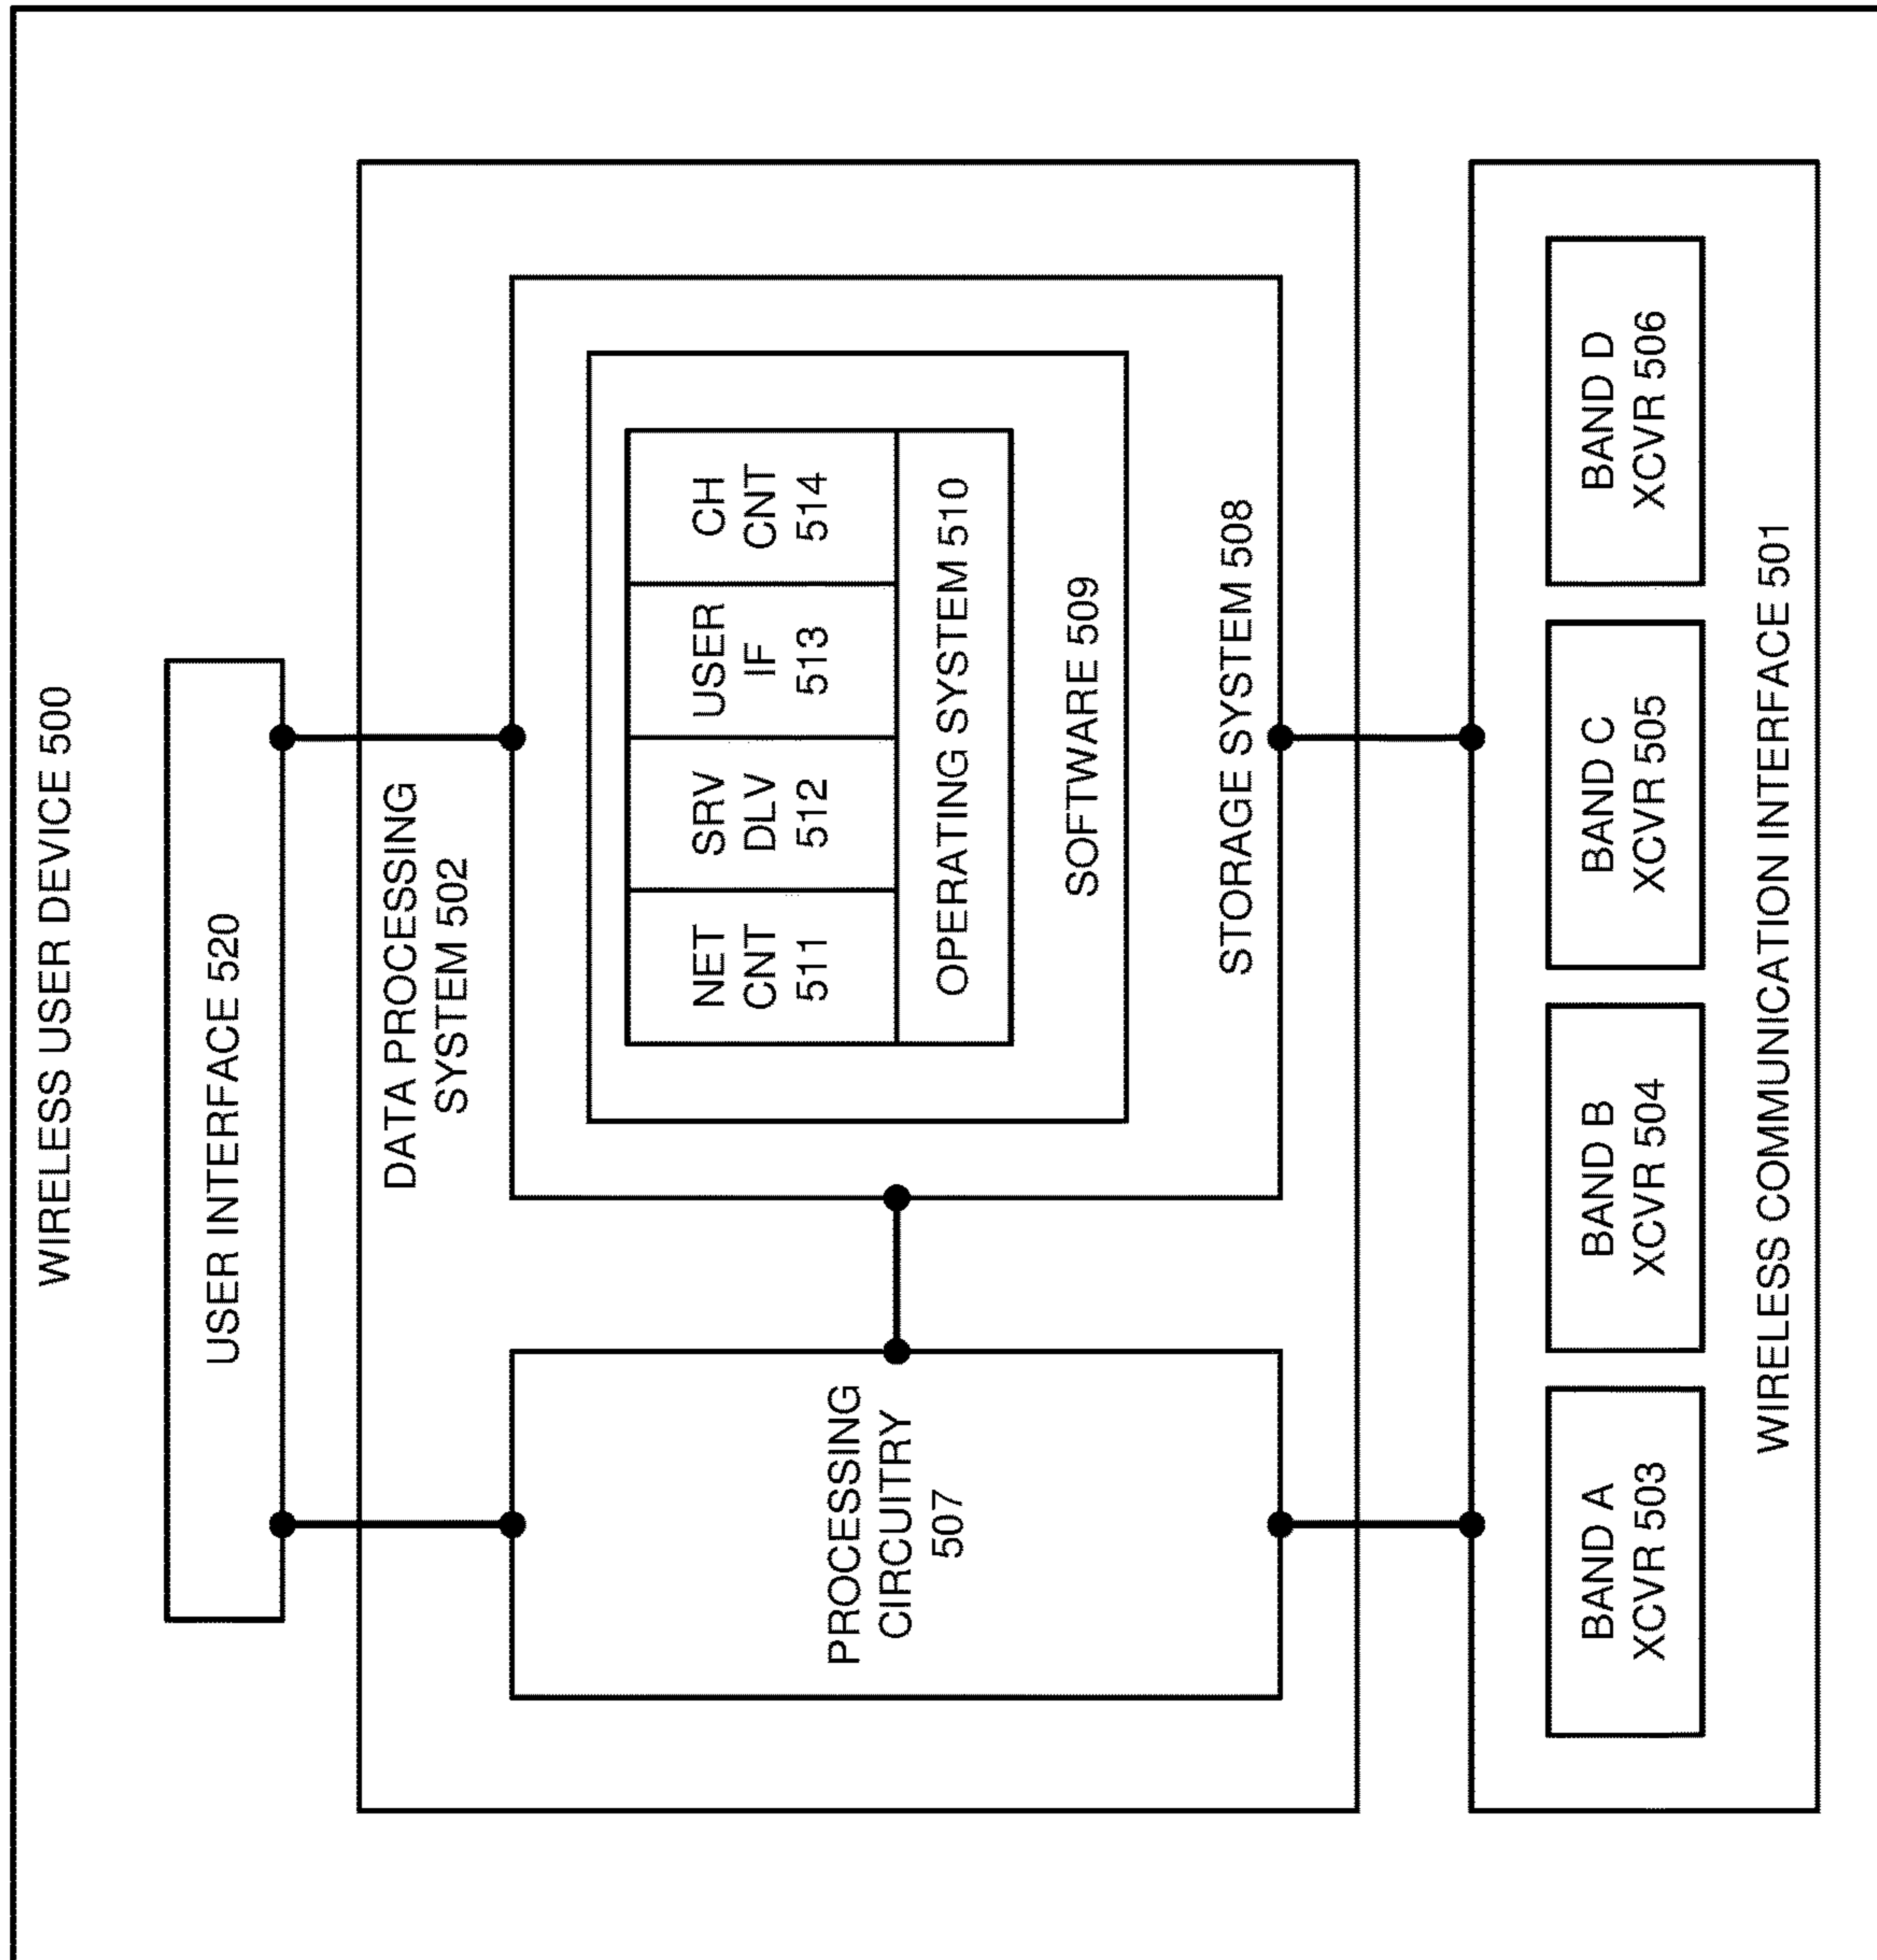 WIRELESS USER DEVICE 500
USER INTERFACE 520
DATA PROCESSING
SYSTEM 502
PROCESSING
CIRCUITRY
507
NET
CNT
511
SRV
DLV
512
USER
IF
513
CH
CNT
514
OPERATING SYSTEM 510
SOFTWARE 509
STORAGE SYSTEM 508
BAND A
XCVR 503
BAND B
XCVR 504
BAND C
XCVR 505
BAND D
XCVR 506
WIRELESS COMMUNICATION INTERFACE 501